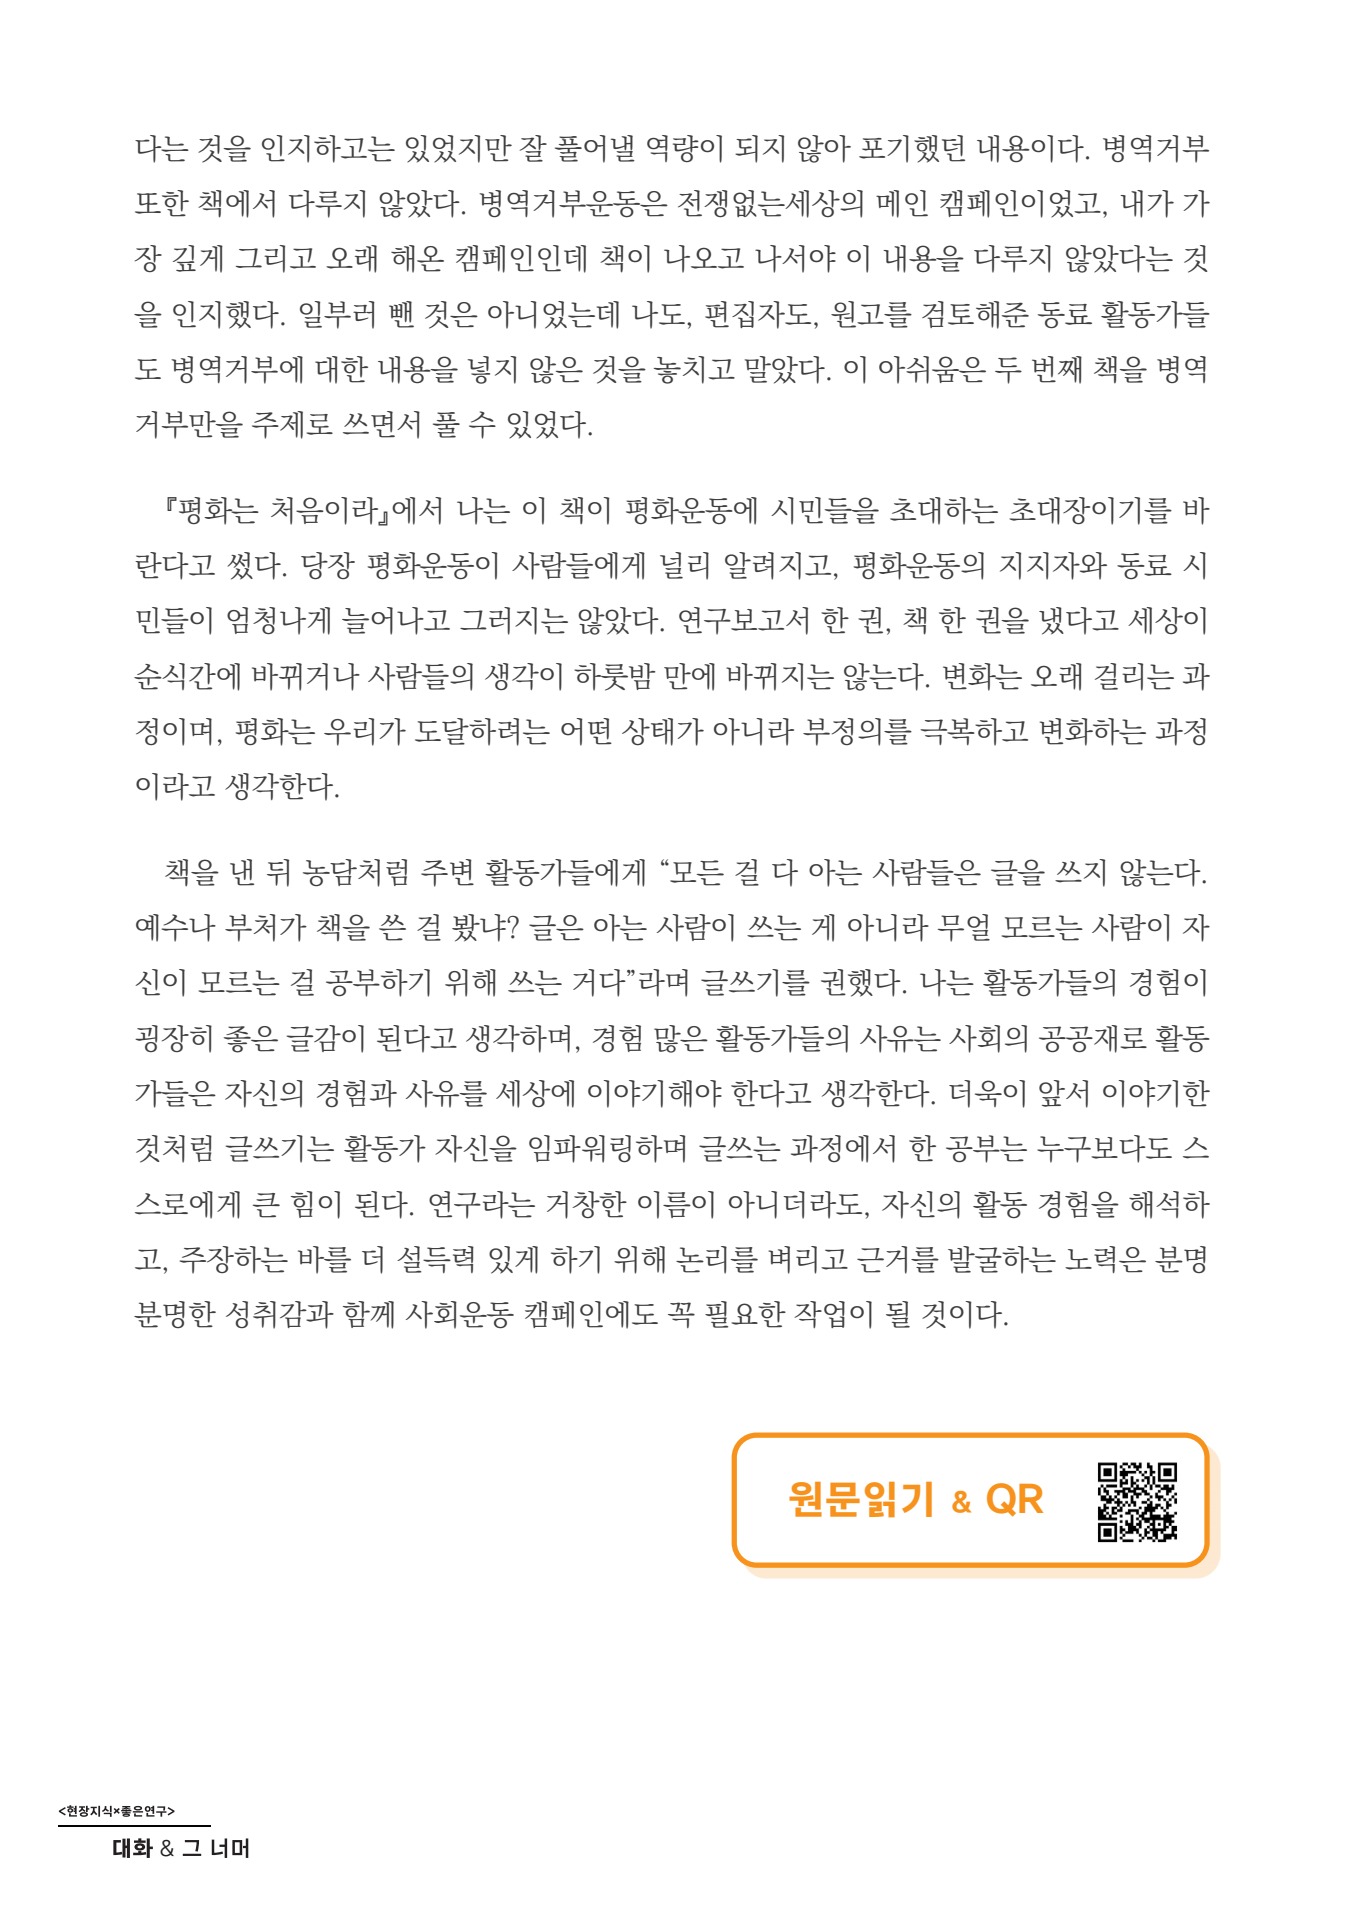 다는 것을 인지하고는 있었지만 잘 풀어낼 역량이 되지 않아 포기했던 내용이다. 병역거부
또한 책에서 다루지 않았다. 병역거부운동은 전쟁없는세상의 메인 캠페인이었고, 내가 가
장 깊게 그리고 오래 해온 캠페인인데 책이 나오고 나서야 이 내용을 다루지 않았다는 것
을 인지했다. 일부러 뺀 것은 아니었는데 나도, 편집자도, 원고를 검토해준 동료 활동가들
도 병역거부에 대한 내용을 넣지 않은 것을 놓치고 말았다. 이 아쉬움은 두 번째 책을 병역
거부만을 주제로 쓰면서 풀 수 있었다.
『평화는 처음이라』에서 나는 이 책이 평화운동에 시민들을 초대하는 초대장이기를 바
란다고 썼다. 당장 평화운동이 사람들에게 널리 알려지고, 평화운동의 지지자와 동료 시
민들이 엄청나게 늘어나고 그러지는 않았다. 연구보고서 한 권, 책 한 권을 냈다고 세상이
순식간에 바뀌거나 사람들의 생각이 하룻밤 만에 바뀌지는 않는다. 변화는 오래 걸리는 과
정이며, 평화는 우리가 도달하려는 어떤 상태가 아니라 부정의를 극복하고 변화하는 과정
이라고 생각한다.
책을 낸 뒤 농담처럼 주변 활동가들에게 “모든 걸 다 아는 사람들은 글을 쓰지 않는다.
예수나 부처가 책을 쓴 걸 봤냐? 글은 아는 사람이 쓰는 게 아니라 무얼 모르는 사람이 자
신이 모르는 걸 공부하기 위해 쓰는 거다”라며 글쓰기를 권했다. 나는 활동가들의 경험이
굉장히 좋은 글감이 된다고 생각하며, 경험 많은 활동가들의 사유는 사회의 공공재로 활동
가들은 자신의 경험과 사유를 세상에 이야기해야 한다고 생각한다. 더욱이 앞서 이야기한
것처럼 글쓰기는 활동가 자신을 임파워링하며 글쓰는 과정에서 한 공부는 누구보다도 스
스로에게 큰 힘이 된다. 연구라는 거창한 이름이 아니더라도, 자신의 활동 경험을 해석하
고, 주장하는 바를 더 설득력 있게 하기 위해 논리를 벼리고 근거를 발굴하는 노력은 분명
분명한 성취감과 함께 사회운동 캠페인에도 꼭 필요한 작업이 될 것이다.
원문읽기 & QR
<현장지식×좋은연구>
대화 & 그 너머